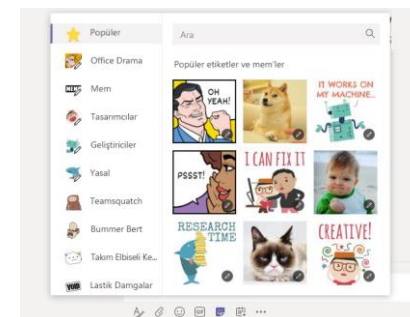 Popüler
Office Drama
Mem
Tasarımcılar
Geliştiriciler
Yasal
Teamsquatch
Bummer Bert
Takım Elbiseli Ke...
Lastik Damgalar
Ara
Popüler etiketler ve mem'ler
OH
YEAH!
IT WORKS ON
MY MACHINE...
PSSST!
I CAN FIX IT
RESEARCH
TIME
CREATIVE!
GIF